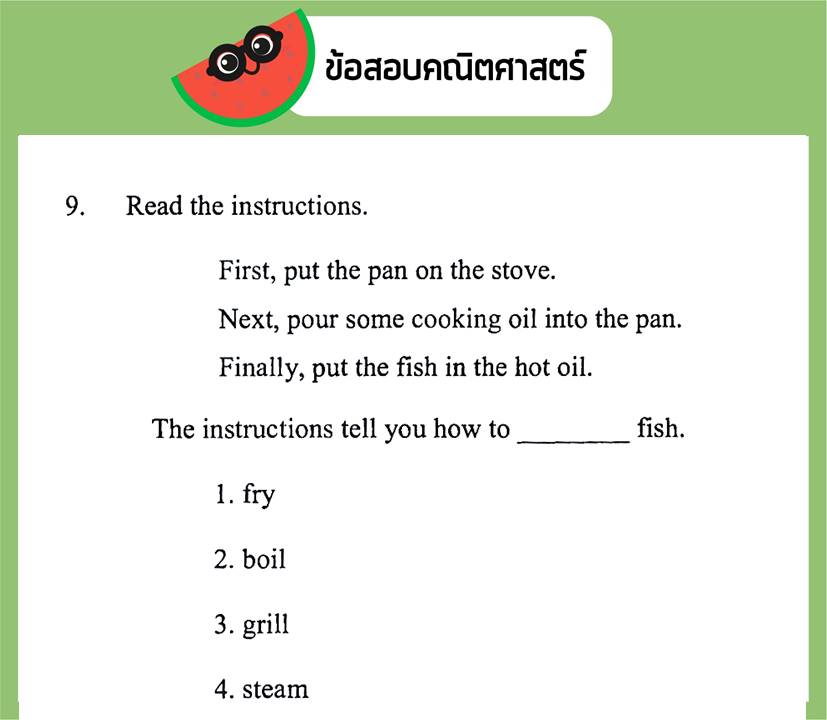 ข้อสอบคณิตศาสตร์
9. Read the instructions.
First, put the pan on the stove.
Next, pour some cooking oil into the pan.
Finally, put the fish in the hot oil.
The instructions tell you how to ________ fish.
1. fry
2. boil
3. grill
4. steam